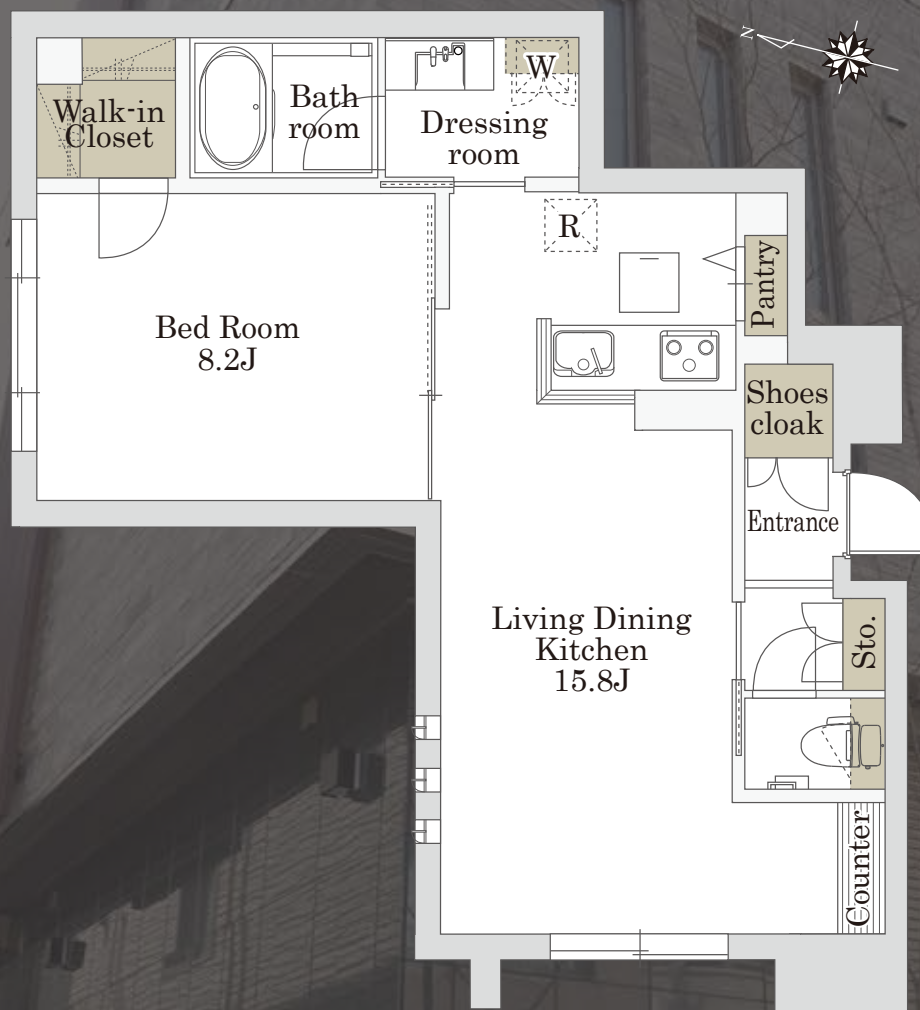 N
Walk-in
Closet
Bath
room
Dressing
room
W
R
Pantry
Bed Room
8.2J
Shoes
cloak
Entrance
Living Dining
Kitchen
15.8J
Sto.
Counter